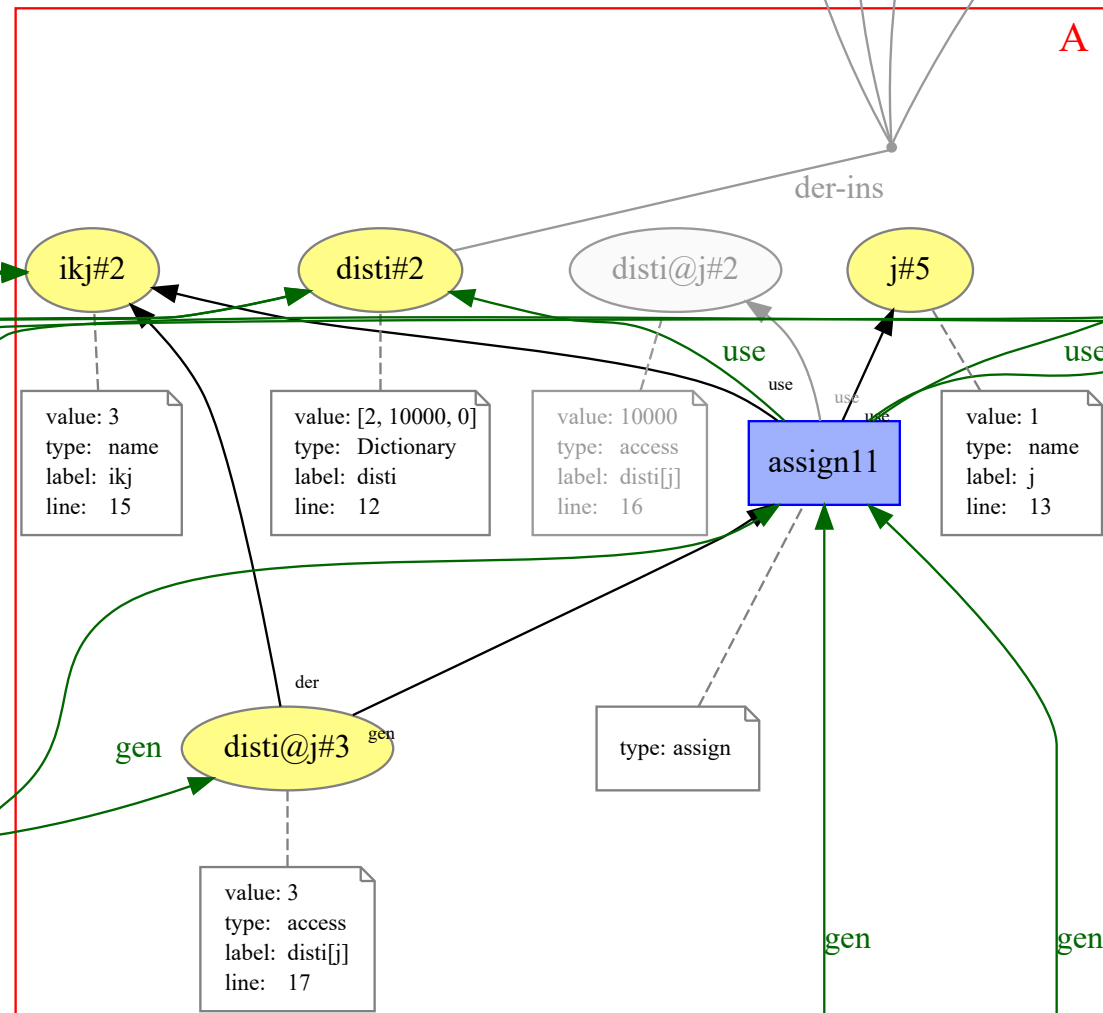 A
der-ins
ikj#2
disti#2
disti@j#2
j#5
use
use
use
use
use
value: 3
type: name
label: ikj
line: 15
value: [2, 10000, 0]
type: Dictionary
label: disti
line: 12
value: 10000
type: access
label: disti[j]
line: 16
assign11
value: 1
type: name
label: j
line: 13
der
gen
gen
disti@j#3
type: assign
value: 3
type: access
label: disti[j]
line: 17
gen
gen